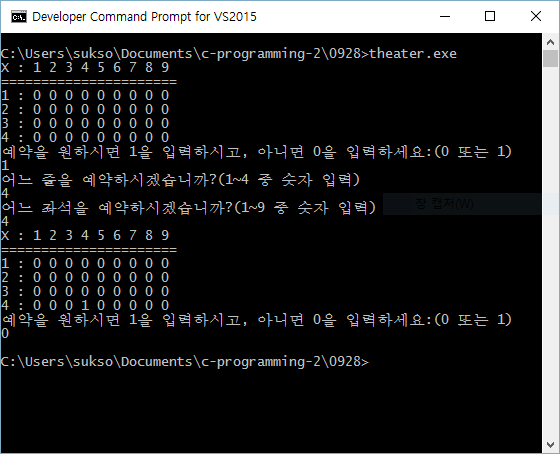 Developer Command Prompt for VS2015
C:\Users\sukso\Documents\c-programming-2\0928>theater.exe
X : 1 2 3 4 5 6 7 8 9
======================
1 : 0 0 0 0 0 0 0 0 0
2 : 0 0 0 0 0 0 0 0 0
3 : 0 0 0 0 0 0 0 0 0
4 : 0 0 0 0 0 0 0 0 0
예약을 원하시면 1을 입력하시고, 아니면 0을 입력하세요:(0 또는 1)
1
어느 줄을 예약하시겠습니까?(1~4 중 숫자 입력)
4
어느 좌석을 예약하시겠습니까?(1~9 중 숫자 입력)
창 캡처(W)
4
X : 1 2 3 4 5 6 7 8 9
======================
1 : 0 0 0 0 0 0 0 0 0
2 : 0 0 0 0 0 0 0 0 0
3 : 0 0 0 0 0 0 0 0 0
4 : 0 0 0 1 0 0 0 0 0
예약을 원하시면 1을 입력하시고, 아니면 0을 입력하세요:(0 또는 1)
0
C:\Users\sukso\Documents\c-programming-2\0928>